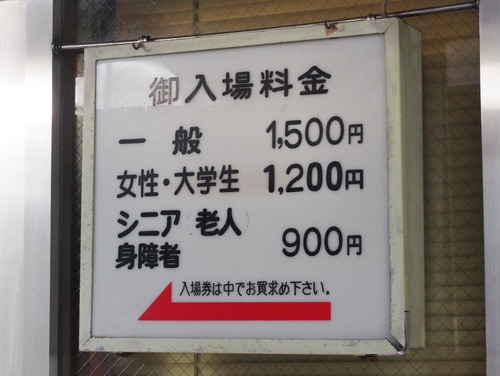 御入場料金
一般 1,500円
女性・大学生 1,200円
シニア 老人
身障者 900円
入場券は中でお買求め下さい。